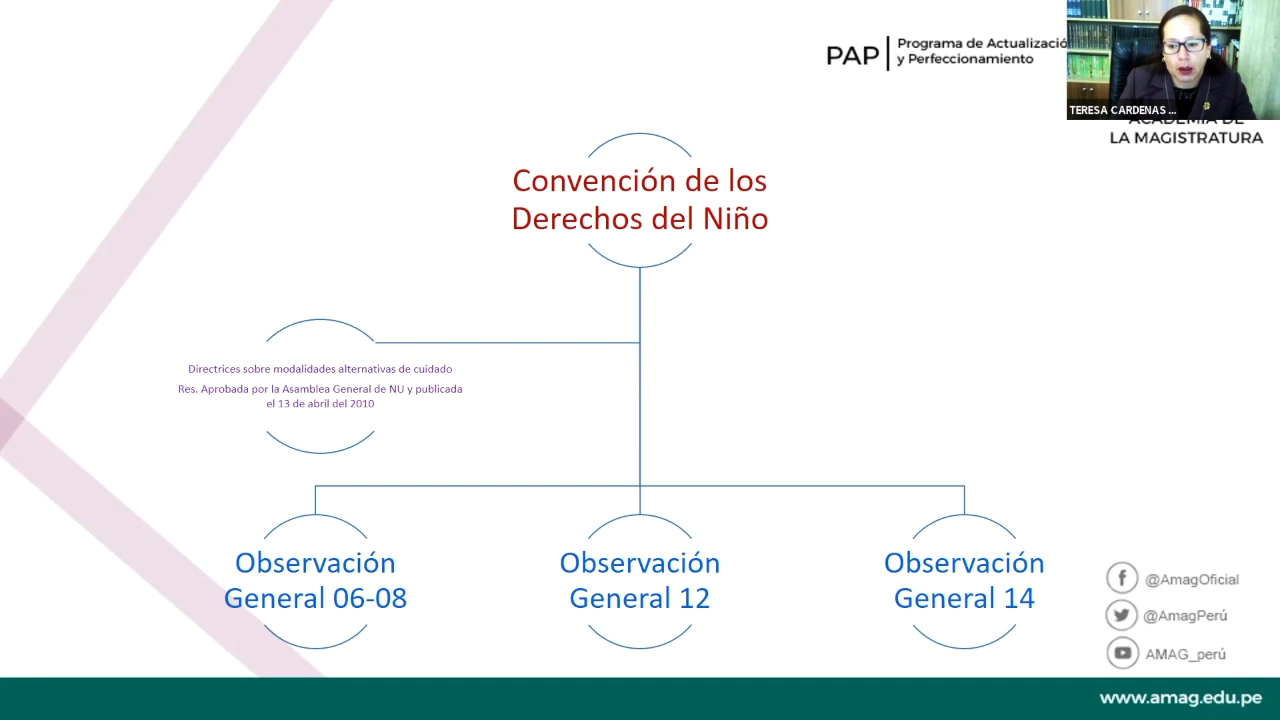 PAP
Programa de Actualizació
y Perfeccionamiento
TERESA CARDENAS ...
ACADEMIA DE
LA MAGISTRATURA
Convención de los
Derechos del Niño
Directrices sobre modalidades alternativas de cuidado
Res. Aprobada por la Asamblea General de NU y publicada
el 13 de abril del 2010
Observación
General 06-08
Observación
General 12
Observación
General 14
@AmagOficial
@AmagPerú
AMAG_perú
www.amag.edu.pe